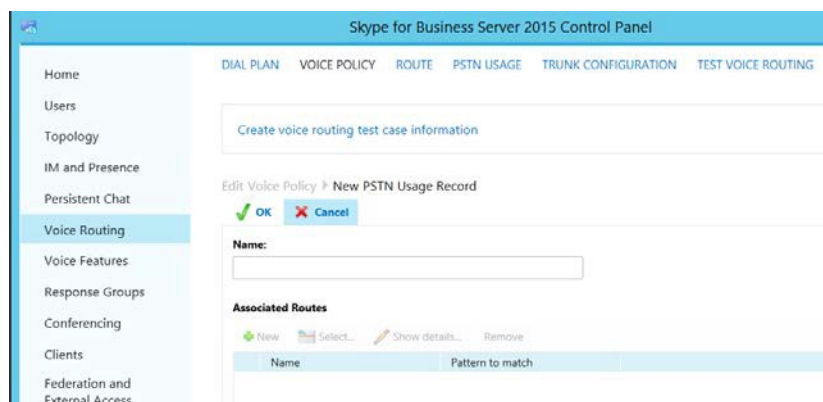 Skype for Business Server 2015 Control Panel
Home
Users
Topology
IM and Presence
Persistent Chat
Voice Routing
Voice Features
Response Groups
Conferencing
Clients
Federation and
External Access
DIAL PLAN VOICE POLICY ROUTE PSTN USAGE TRUNK CONFIGURATION TEST VOICE ROUTING
Create voice routing test case information
Edit Voice Policy New PSTN Usage Record
OK Cancel
Name:
Associated Routes
New Select... Show details... Remove
Name Pattern to match